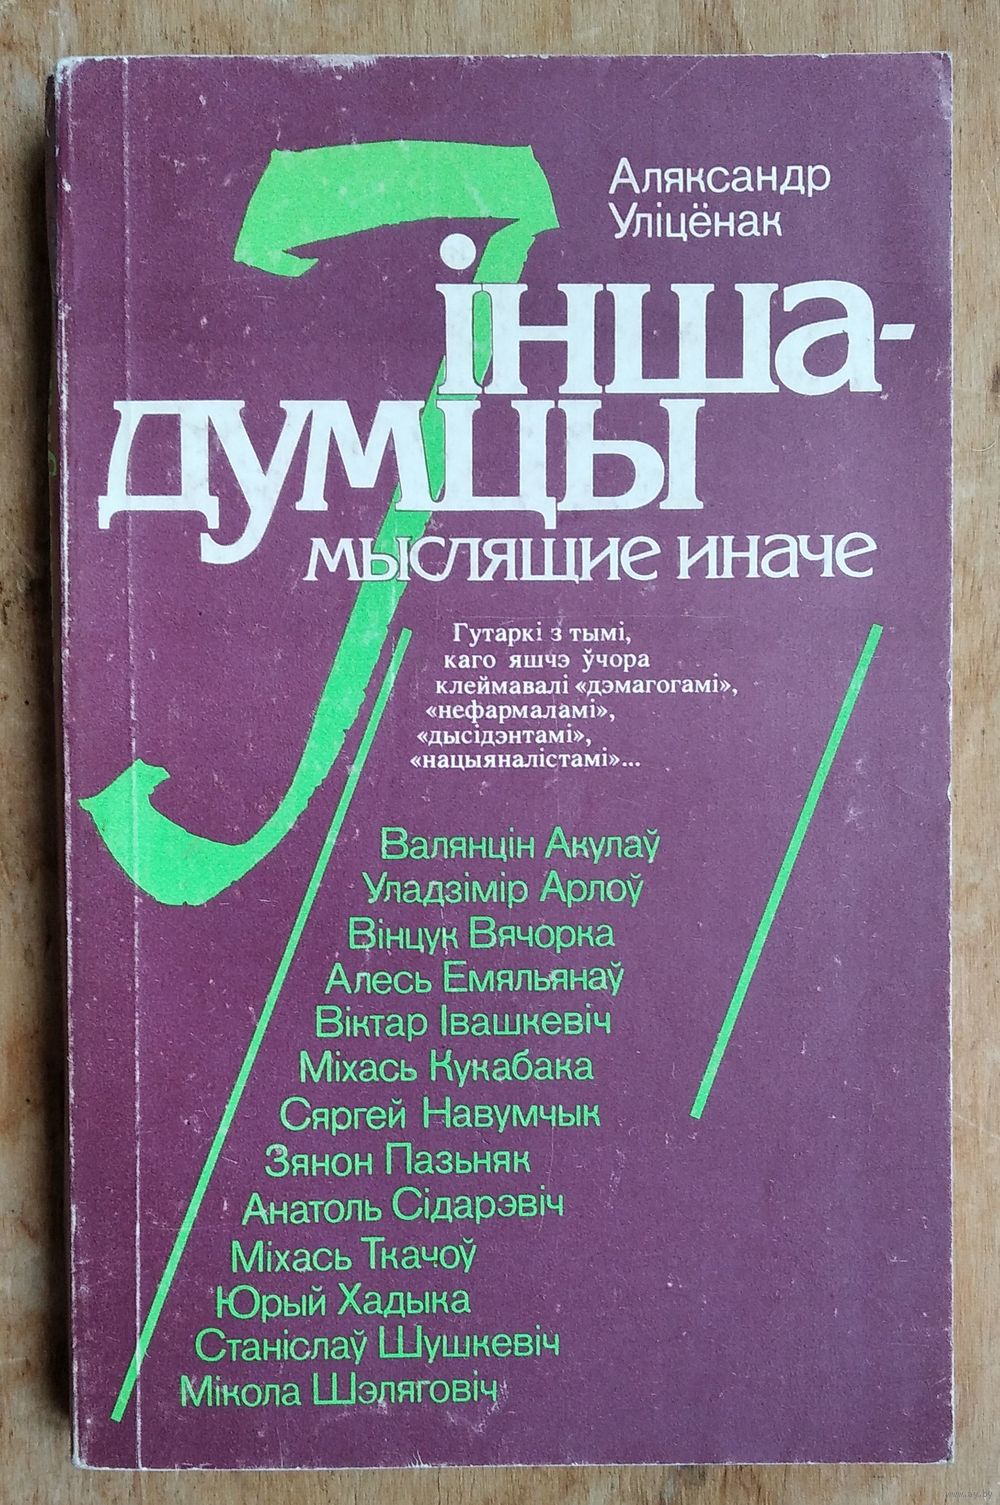 Аляксандр
Уліцёнак
інша-
думцы
мыслящие иначе
Гутаркі з тымі,
каго яшчэ ўчора
клеймавалі «дэмагогамі»,
«нефармаламі»,
«дысідэнтамі»,
«нацыяналістамі»...
Валянцін Акулаў
Уладзімір Арлоў
Вінцук Вячорка
Алесь Емяльянаў
Віктар Івашкевіч
Міхась Кукабака
Сяргей Навумчык
Зянон Пазьняк
Анатоль Сідарэвіч
Міхась Ткачоў
Юрый Хадыка
Станіслаў Шушкевіч
Мікола Шэляговіч